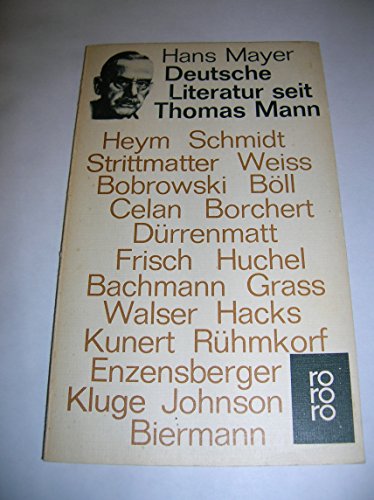 Hans Mayer
Deutsche
Literatur seit
Thomas Mann
Heym Schmidt
Strittmatter Weiss
Bobrowski Böll
Celan Borchert
Dürrenmatt
Frisch Huchel
Bachmann Grass
Walser Hacks
Kunert Rühmkorf
Enzensberger
Kluge Johnson
Biermann
ro
ro
ro